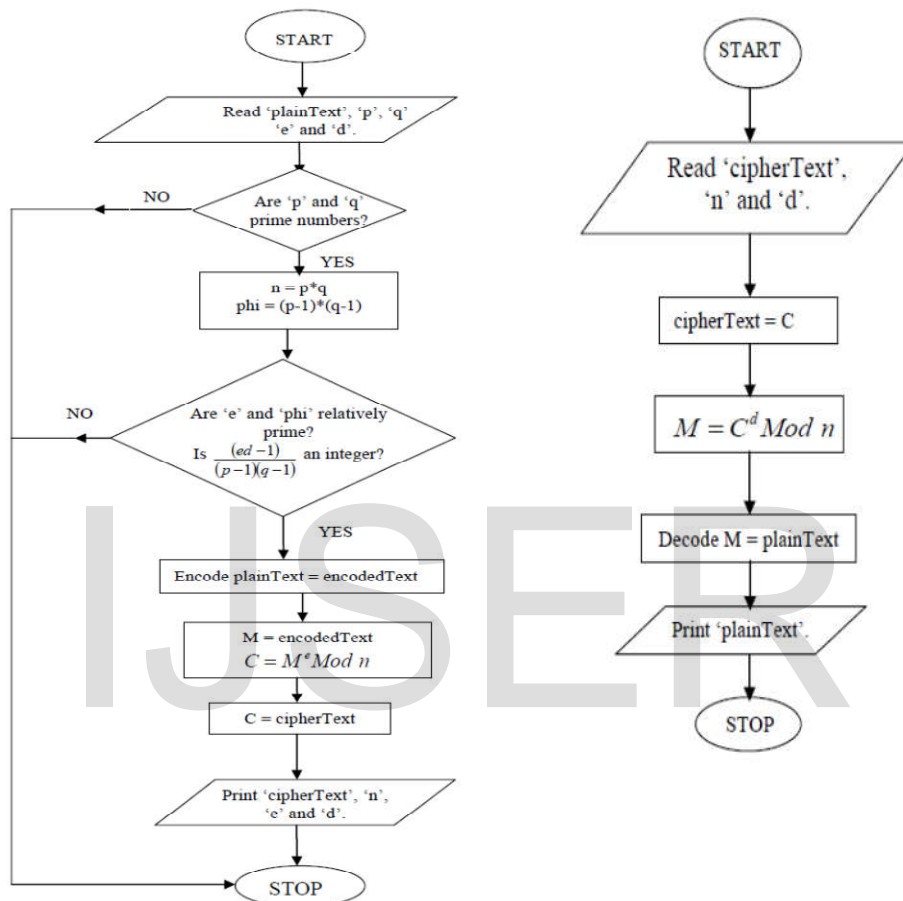 START
Read ‘plainText’, ‘p’, ‘q’
‘e’ and ‘d’.
NO
Are ‘p’ and ‘q’
prime numbers?
YES
n = p*q
phi = (p-1)*(q-1)
NO
Are ‘e’ and ‘phi’ relatively
prime?
Is (ed −1)/(p−1)(q−1) an integer?
YES
Encode plainText = encodedText
M = encodedText
C = M^e Mod n
C = cipherText
Print ‘cipherText’, ‘n’,
‘e’ and ‘d’.
STOP
START
Read ‘cipherText’,
‘n’ and ‘d’.
cipherText = C
M = C^d Mod n
Decode M = plainText
Print ‘plainText’.
STOP
IJSER